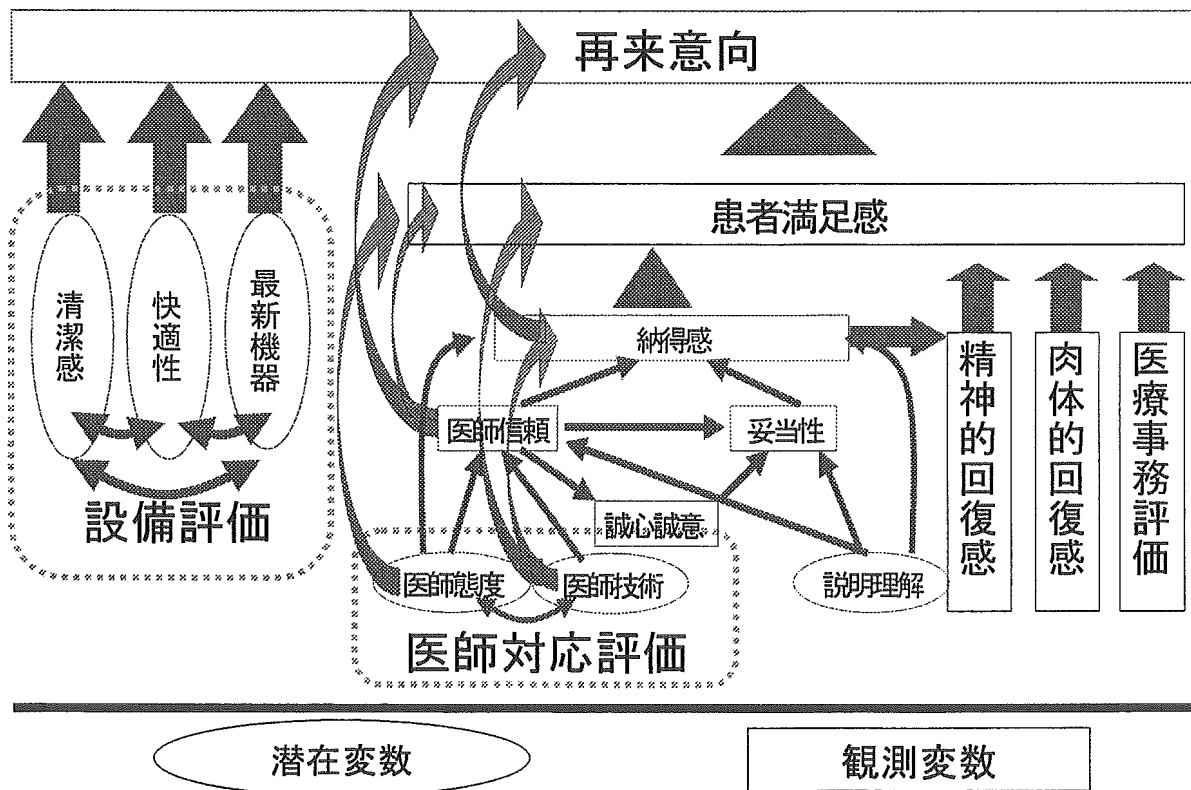 再来意向
患者満足感
清潔感
快適性
最新機器
納得感
医師信頼
妥当性
誠心誠意
精神的回復感
肉体的回復感
医療事務評価
設備評価
医師態度
医師技術
説明理解
医師対応評価
潜在変数
観測変数